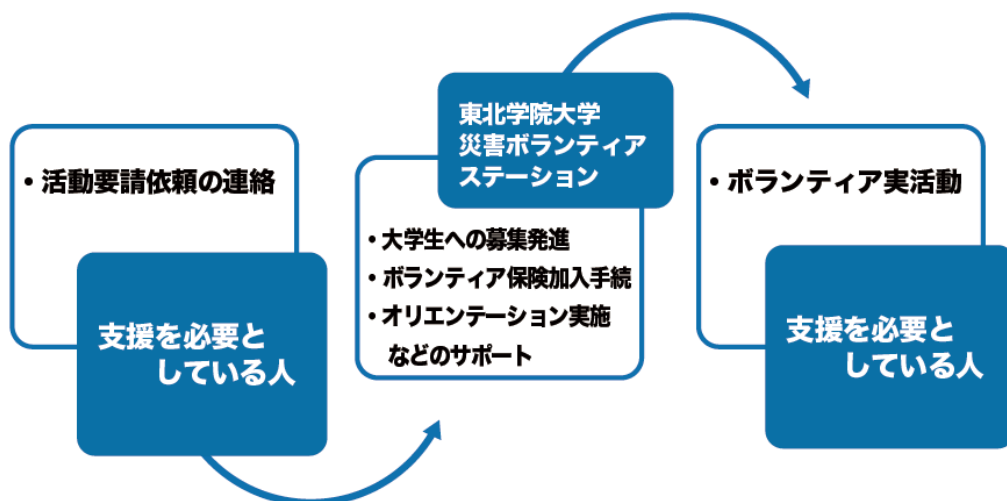 ・活動要請依頼の連絡
支援を必要と
している人
東北学院大学
災害ボランティア
ステーション
・大学生への募集発進
・ボランティア保険加入手続
・オリエンテーション実施
などのサポート
・ボランティア実活動
支援を必要と
している人